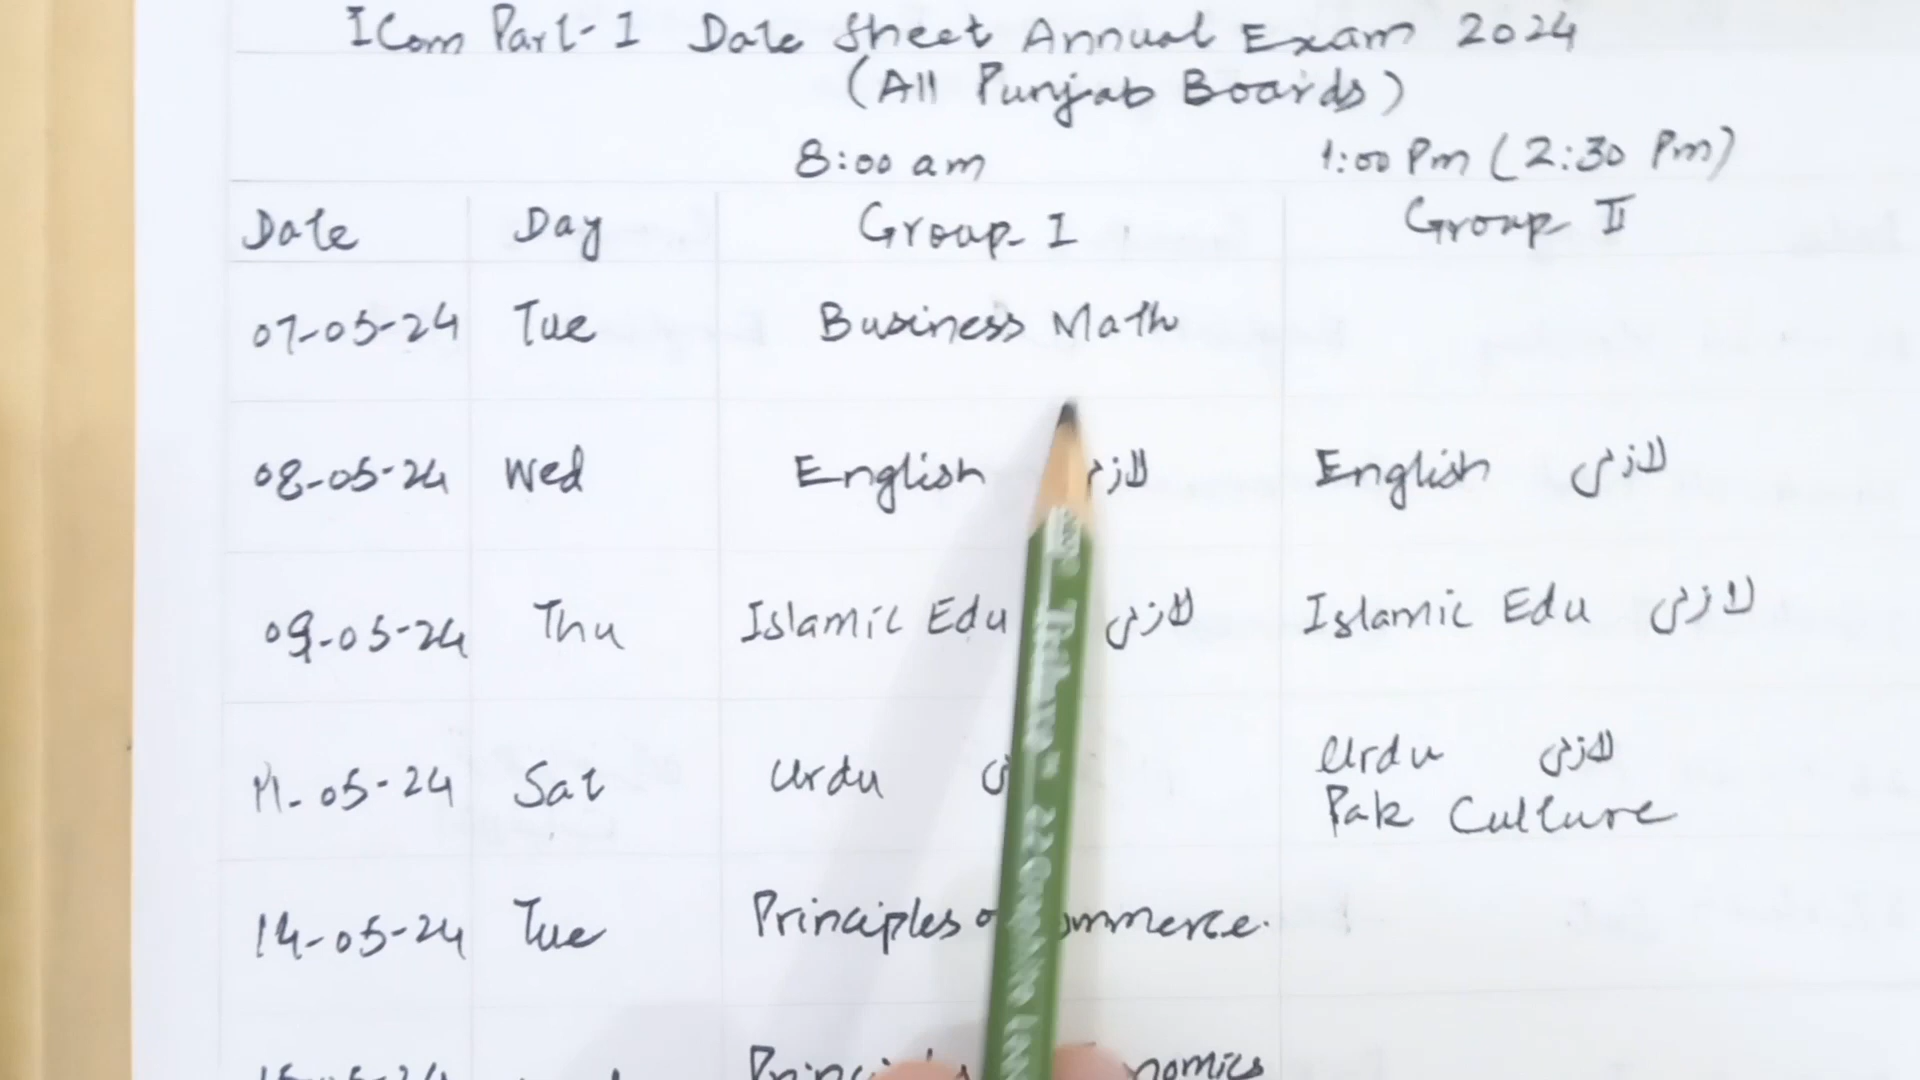 ICom Part-I Date Sheet Annual Exam 2024
(All Punjab Boards)
8:00 am 1:00 Pm (2:30 Pm)
Date Day Group-I Group II
07-05-24 Tue Business Math
08-05-24 Wed English لازمی English لازمی
09-05-24 Thu Islamic Edu لازمی Islamic Edu لازمی
11-05-24 Sat Urdu Urdu لازمی
Pak Culture
14-05-24 Tue Principles